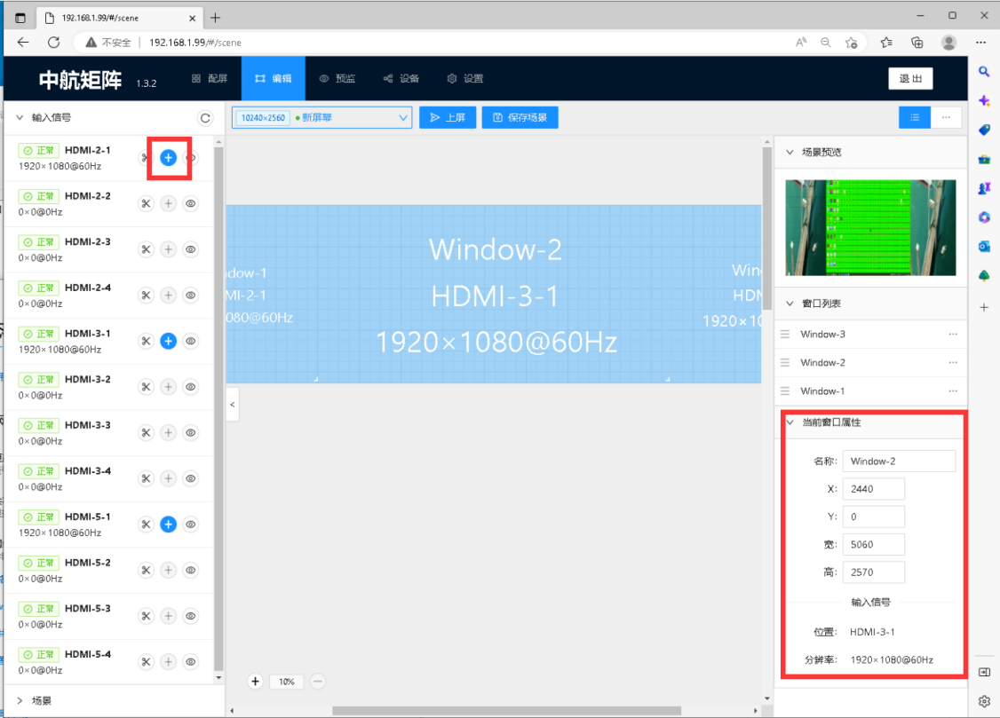 192.168.1.99/#/scene
不安全
192.168.1.99/#/scene
中航矩阵 1.3.2
配屏
编辑
预览
设备
设置
退出
输入信号
10240×2560
新屏幕
上屏
保存场景
正常 HDMI-2-1
1920×1080@60Hz
正常 HDMI-2-2
0×0@0Hz
正常 HDMI-2-3
0×0@0Hz
正常 HDMI-2-4
0×0@0Hz
正常 HDMI-3-1
1920×1080@60Hz
正常 HDMI-3-2
0×0@0Hz
正常 HDMI-3-3
0×0@0Hz
正常 HDMI-3-4
0×0@0Hz
正常 HDMI-5-1
1920×1080@60Hz
正常 HDMI-5-2
0×0@0Hz
正常 HDMI-5-3
0×0@0Hz
正常 HDMI-5-4
0×0@0Hz
场景
dow-1
MI-2-1
080@60Hz
Window-2
HDMI-3-1
1920×1080@60Hz
Win
HDM
1920×10
10%
场景预览
窗口列表
Window-3
Window-2
Window-1
当前窗口属性
名称: Window-2
X: 2440
Y: 0
宽: 5060
高: 2570
输入信号
位置: HDMI-3-1
分辨率: 1920×1080@60Hz